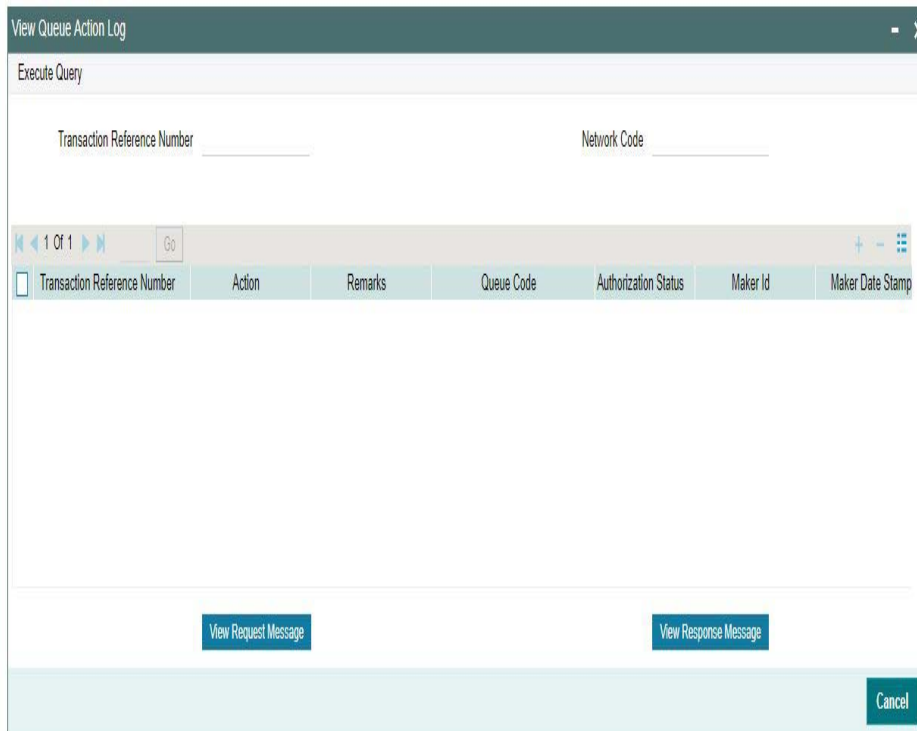 View Queue Action Log
Execute Query
Transaction Reference Number Network Code
1 Of 1 Go
Transaction Reference Number Action Remarks Queue Code Authorization Status Maker Id Maker Date Stamp
View Request Message View Response Message
Cancel